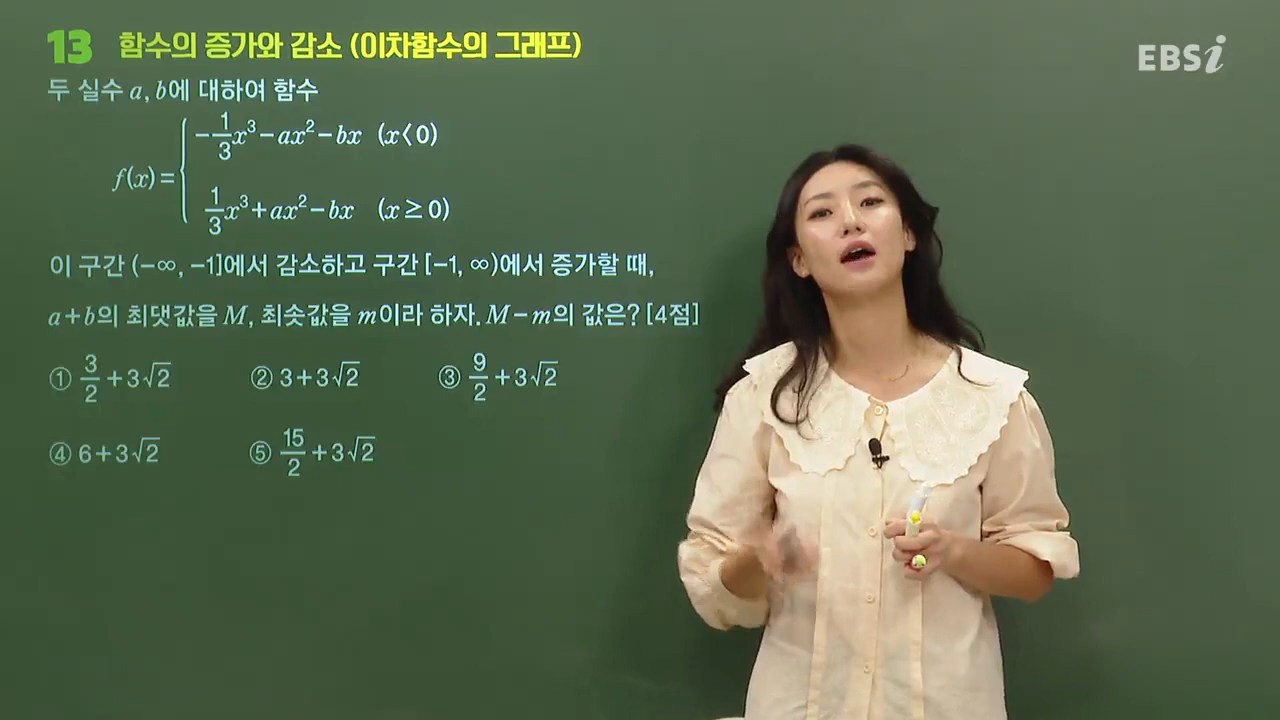 13 함수의 증가와 감소 (이차함수의 그래프)
EBSi
두 실수 a, b에 대하여 함수
f(x) = { -1/3x³ - ax² - bx (x < 0)
1/3x³ + ax² - bx (x ≥ 0)
이 구간 (-∞, -1]에서 감소하고 구간 [-1, ∞)에서 증가할 때,
a+b의 최댓값을 M, 최솟값을 m이라 하자. M-m의 값은? [4점]
① 3/2 + 3√2 ② 3+3√2 ③ 9/2 + 3√2
④ 6+3√2 ⑤ 15/2 + 3√2